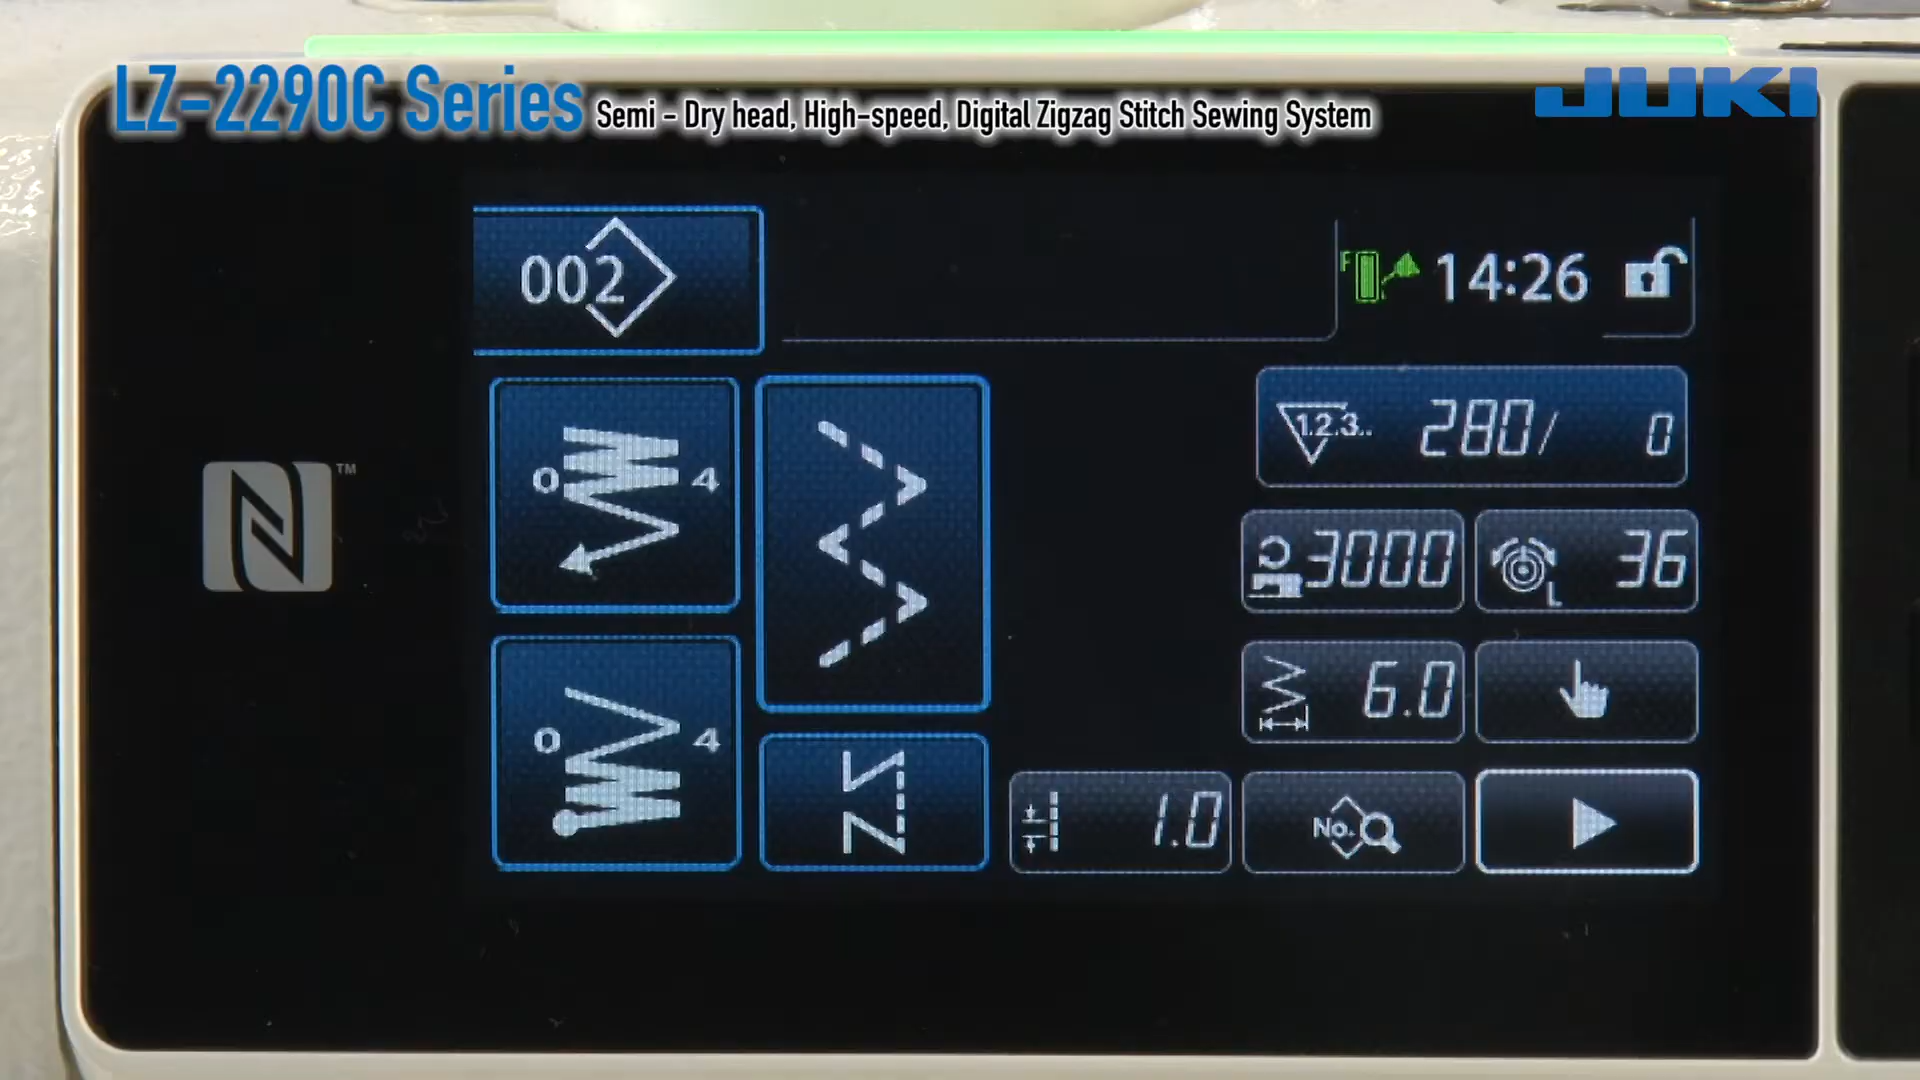 LZ-2290C Series Semi - Dry head, High-speed, Digital Zigzag Stitch Sewing System
JUKI
002
F 14:26
1.2.3.. 280/ 0
0 4
3000
L 36
™
6.0
0 4
1.0
No.